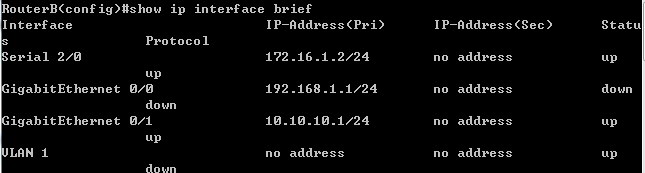 RouterB(config)#show ip interface brief
Interface IP-Address(Pri) IP-Address(Sec) Statu
s Protocol
Serial 2/0 172.16.1.2/24 no address up
up
GigabitEthernet 0/0 192.168.1.1/24 no address down
down
GigabitEthernet 0/1 10.10.10.1/24 no address up
up
VLAN 1 no address no address up
down